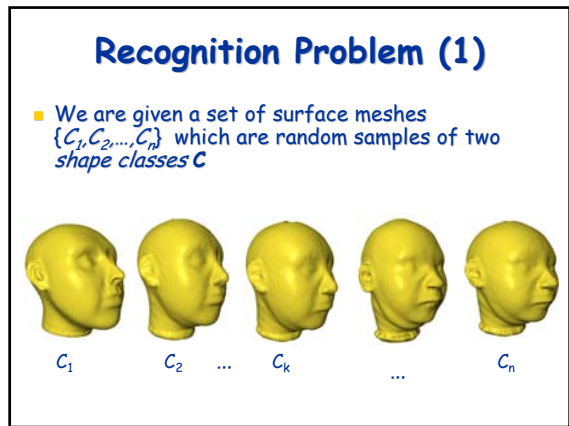 Recognition Problem (1)
We are given a set of surface meshes
{C₁,C₂,...,Cₙ} which are random samples of two
shape classes C
C₁ C₂ ... Cₖ ... Cₙ